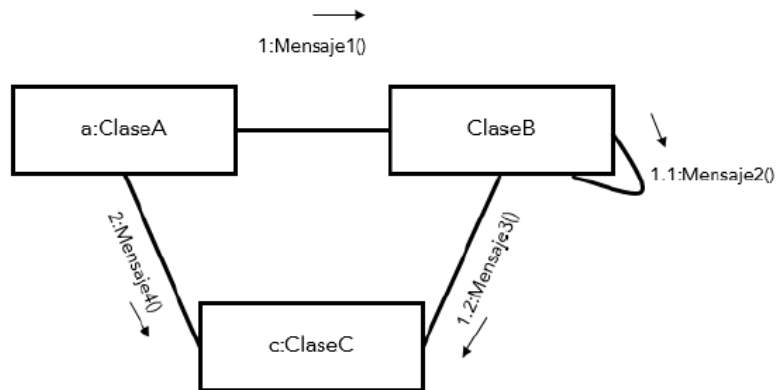 1:Mensaje1()
a:ClaseA
ClaseB
1.1:Mensaje2()
2:Mensaje4()
1.2:Mensaje3()
c:ClaseC